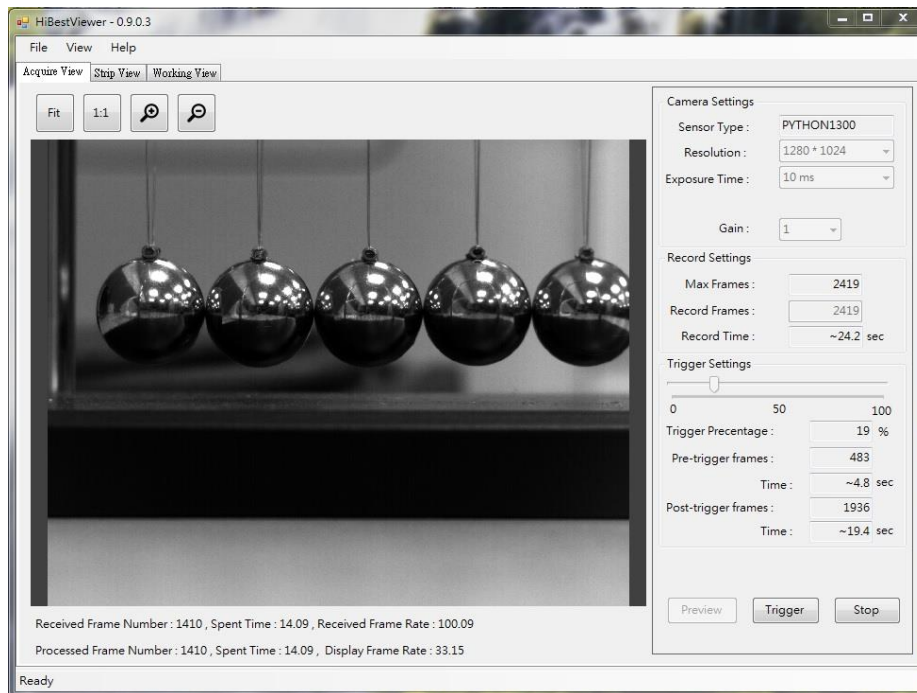 HiBestViewer - 0.9.0.3
File View Help
Acquire View Strip View Working View
Fit 1:1
Camera Settings
Sensor Type : PYTHON1300
Resolution : 1280 * 1024
Exposure Time : 10 ms
Gain : 1
Record Settings
Max Frames : 2419
Record Frames : 2419
Record Time : ~24.2 sec
Trigger Settings
0 50 100
Trigger Precentage : 19 %
Pre-trigger frames : 483
Time : ~4.8 sec
Post-trigger frames : 1936
Time : ~19.4 sec
Preview Trigger Stop
Received Frame Number : 1410 , Spent Time : 14.09 , Received Frame Rate : 100.09
Processed Frame Number : 1410 , Spent Time : 14.09 , Display Frame Rate : 33.15
Ready